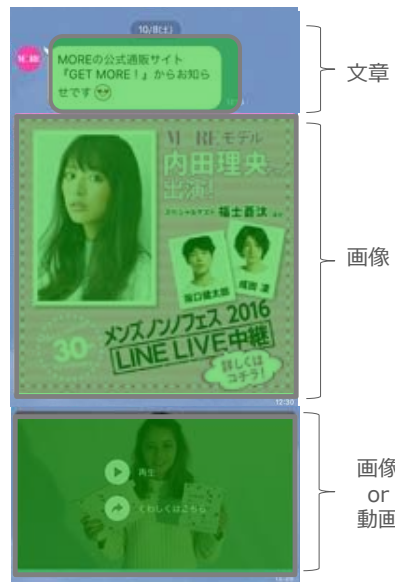 10/8(土)
MOREの公式通販サイト
『GET MORE！』からお知ら
せです
文章
MOREモデル
内田理央
出演!
スペシャルゲスト 福士蒼汰
坂口健太郎
成田凌
30
メンズノンノフェス 2016
LINE LIVE中継
詳しくは
コチラ!
12:30
画像
再生
くわしくはこちら
画像
or
動画